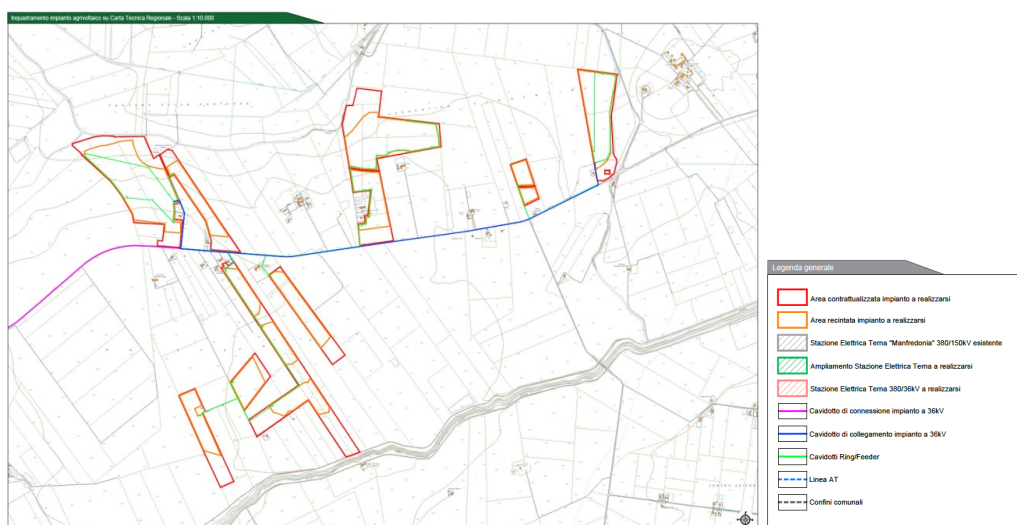 Inquadramento impianto agrivoltaico su Carta Tecnica Regionale - Scala 1:10.000
Legenda generale
Area contrattualizzata impianto a realizzarsi
Area recintata impianto a realizzarsi
Stazione Elettrica Terna "Manfredonia" 380/150kV esistente
Ampliamento Stazione Elettrica Terna a realizzarsi
Stazione Elettrica Terna 380/36kV a realizzarsi
Cavidotto di connessione impianto a 36kV
Cavidotto di collegamento impianto a 36kV
Cavidotti Ring/Feeder
Linea AT
Confini comunali